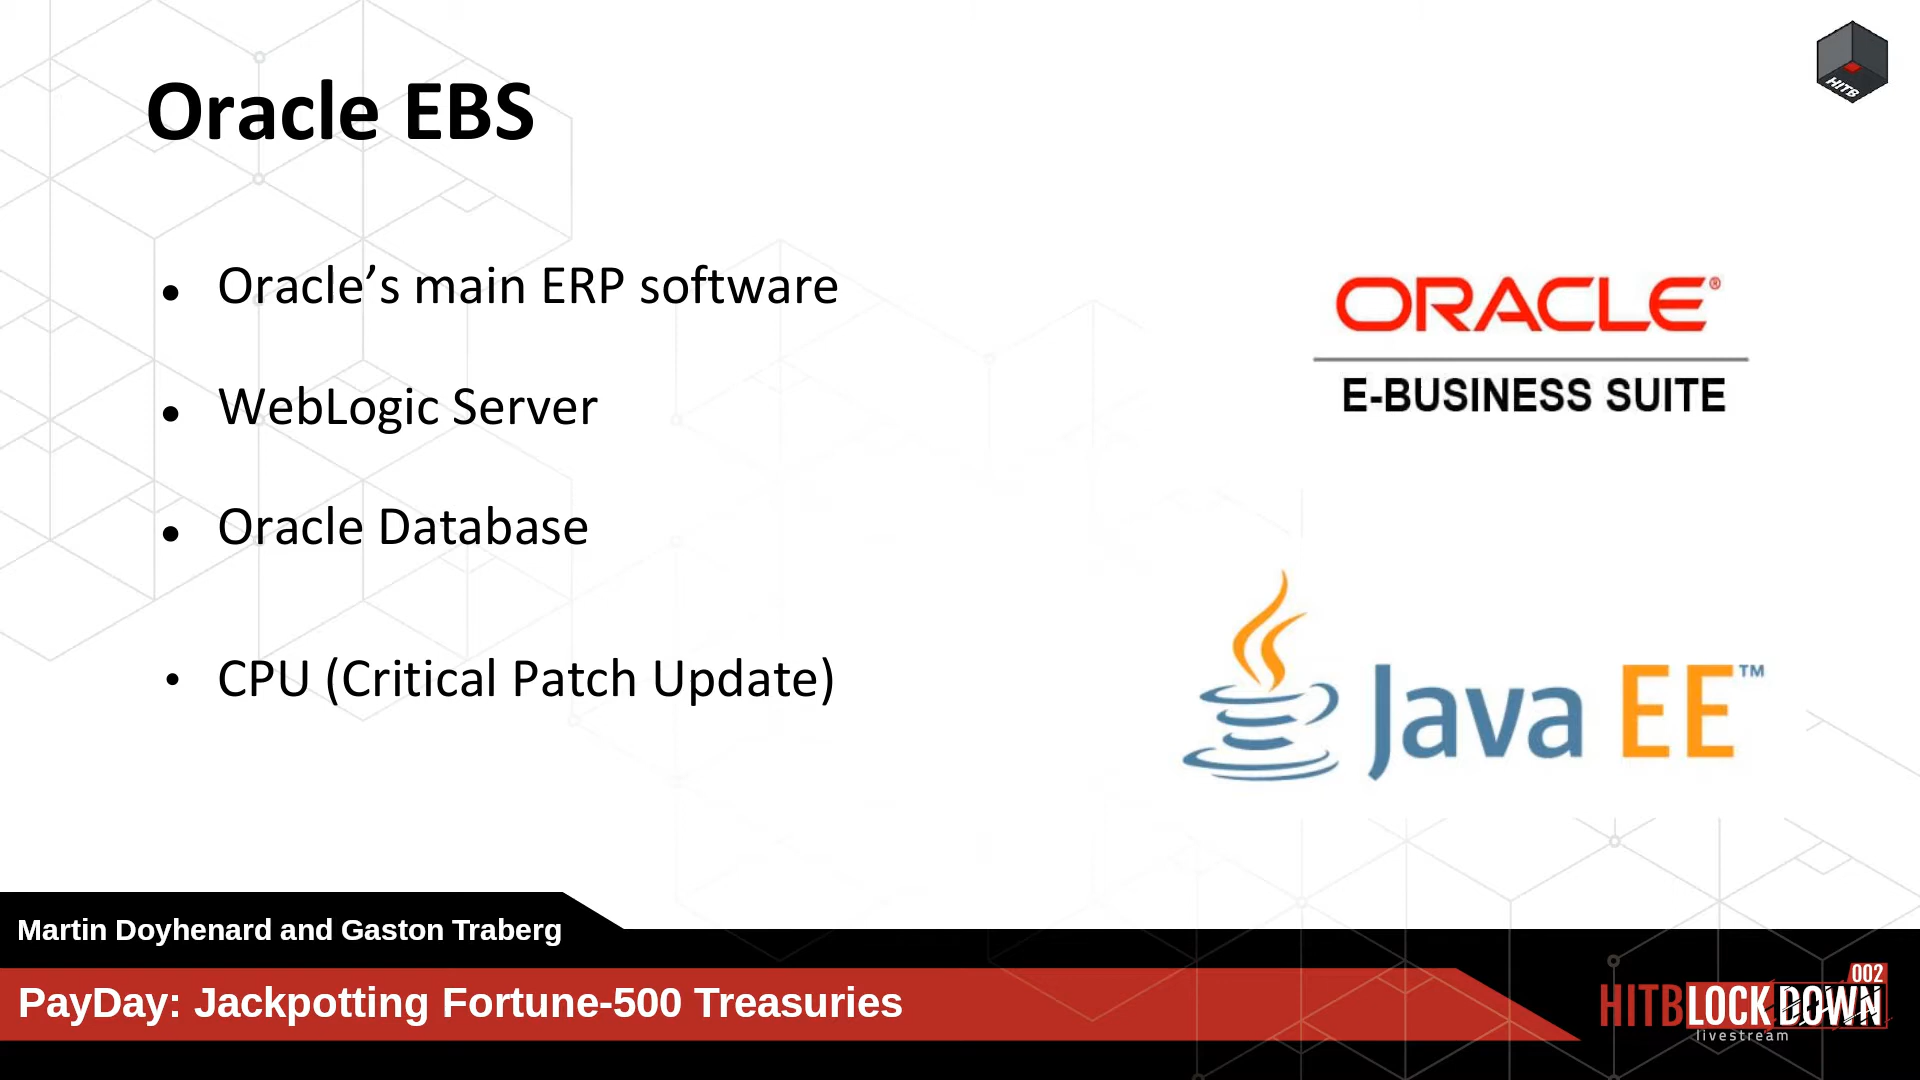 HITB
Oracle EBS
● Oracle’s main ERP software
● WebLogic Server
● Oracle Database
• CPU (Critical Patch Update)
ORACLE®
E-BUSINESS SUITE
Java EE™
Martin Doyhenard and Gaston Traberg
PayDay: Jackpotting Fortune-500 Treasuries
002
HITBLOCKDOWN
livestream